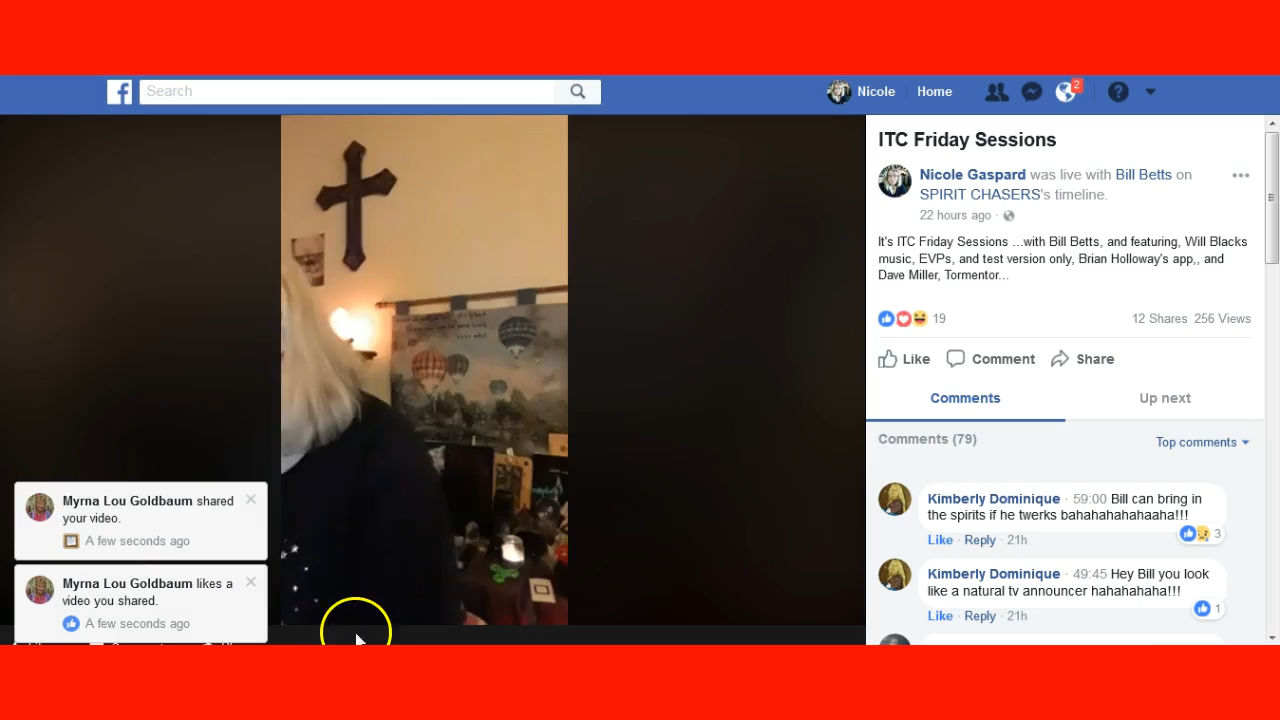 f
Search
Nicole
Home
2
?
ITC Friday Sessions
Nicole Gaspard was live with Bill Betts on
SPIRIT CHASERS's timeline.
22 hours ago
It's ITC Friday Sessions ...with Bill Betts, and featuring, Will Blacks
music, EVPs, and test version only, Brian Holloway's app,, and
Dave Miller, Tormentor...
19
12 Shares 256 Views
Like
Comment
Share
Comments
Up next
Comments (79)
Top comments
Kimberly Dominique · 59:00 Bill can bring in
the spirits if he twerks bahahahahahaaha!!!
3
Like · Reply · 21h
Kimberly Dominique · 49:45 Hey Bill you look
like a natural tv announcer hahahahaha!!!
1
Like · Reply · 21h
Myrna Lou Goldbaum shared
your video.
A few seconds ago
Myrna Lou Goldbaum likes a
video you shared.
A few seconds ago